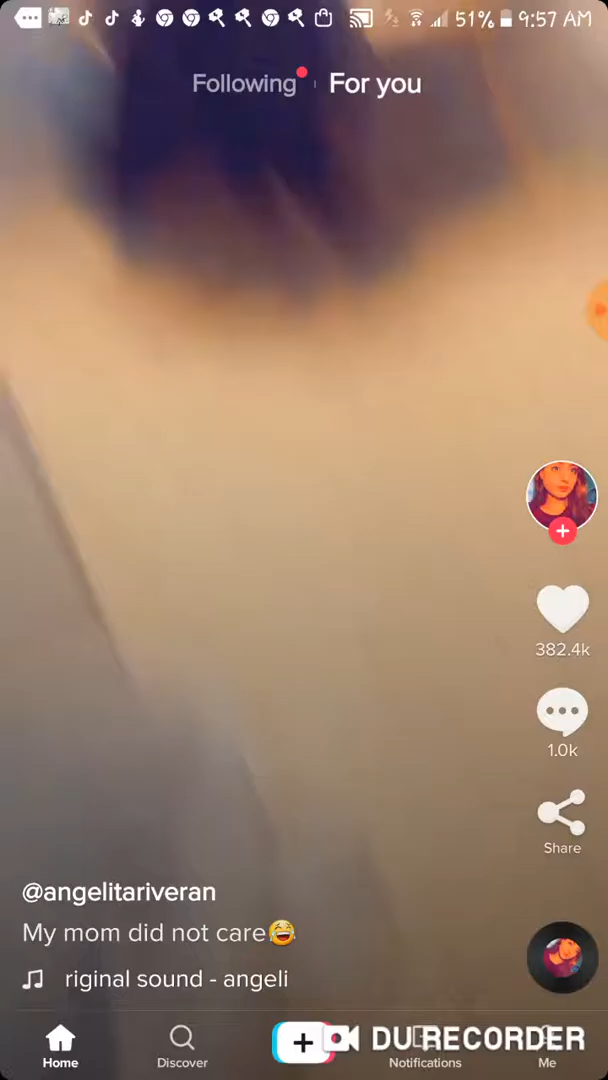 51% 9:57 AM
Following For you
382.4k
1.0k
Share
@angelitariveran
My mom did not care😂
riginal sound - angeli
DU RECORDER
Home Discover Notifications Me